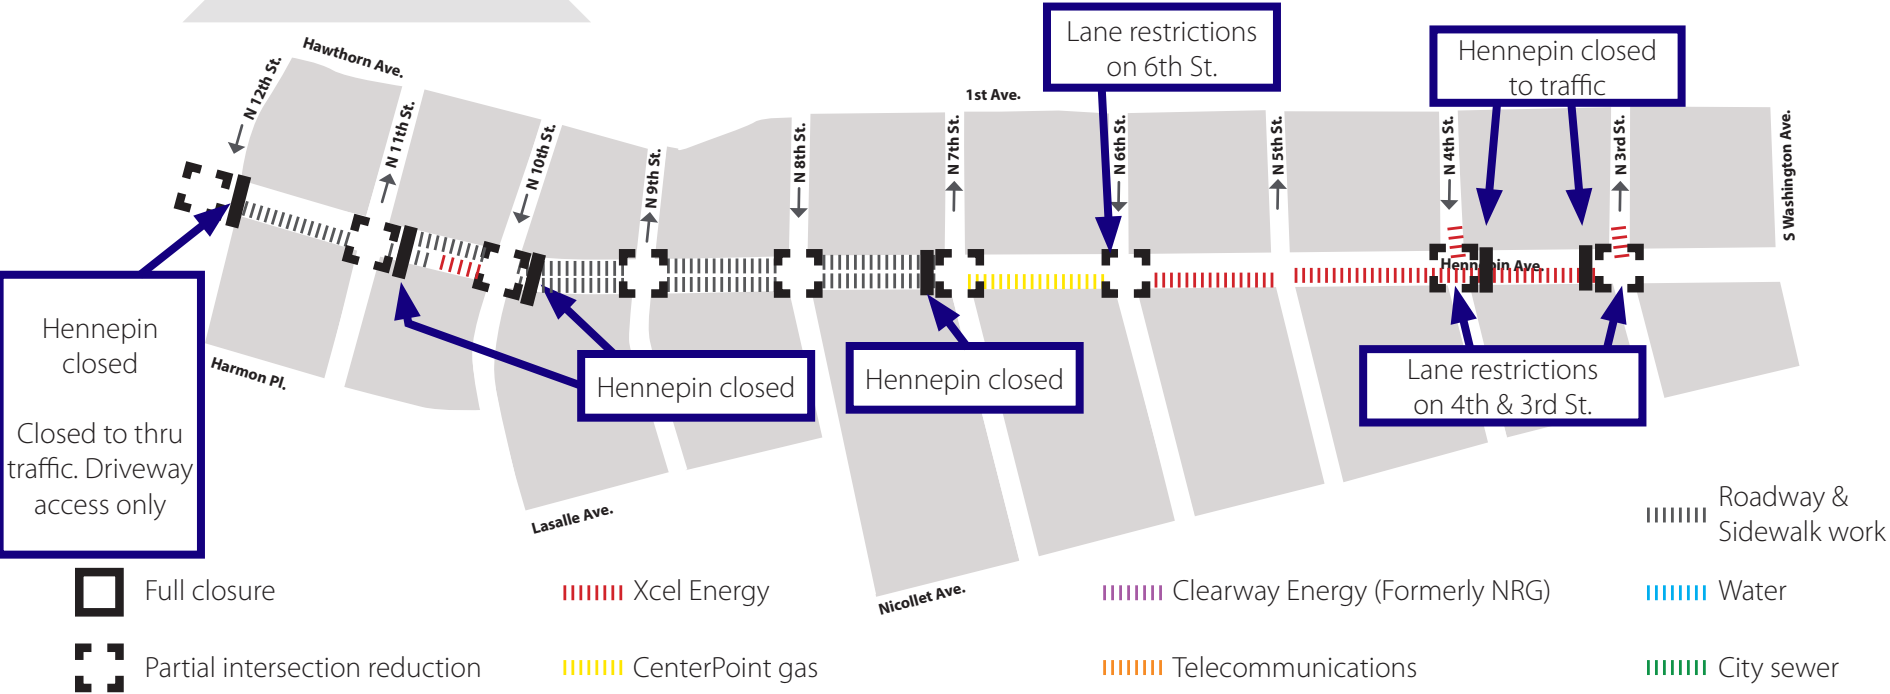 Lane restrictions
on 6th St.
Hennepin closed
to traffic
Hawthorn Ave.
1st Ave.
N 12th St.
N 11th St.
N 10th St.
N 9th St.
N 8th St.
N 7th St.
N 6th St.
N 5th St.
N 4th St.
N 3rd St.
S Washington Ave.
Hennepin Ave.
Hennepin
closed
Closed to thru
traffic. Driveway
access only
Harmon Pl.
Hennepin closed
Hennepin closed
Lane restrictions
on 4th & 3rd St.
Lasalle Ave.
Nicollet Ave.
Roadway &
Sidewalk work
Full closure
Xcel Energy
Clearway Energy (Formerly NRG)
Water
Partial intersection reduction
CenterPoint gas
Telecommunications
City sewer